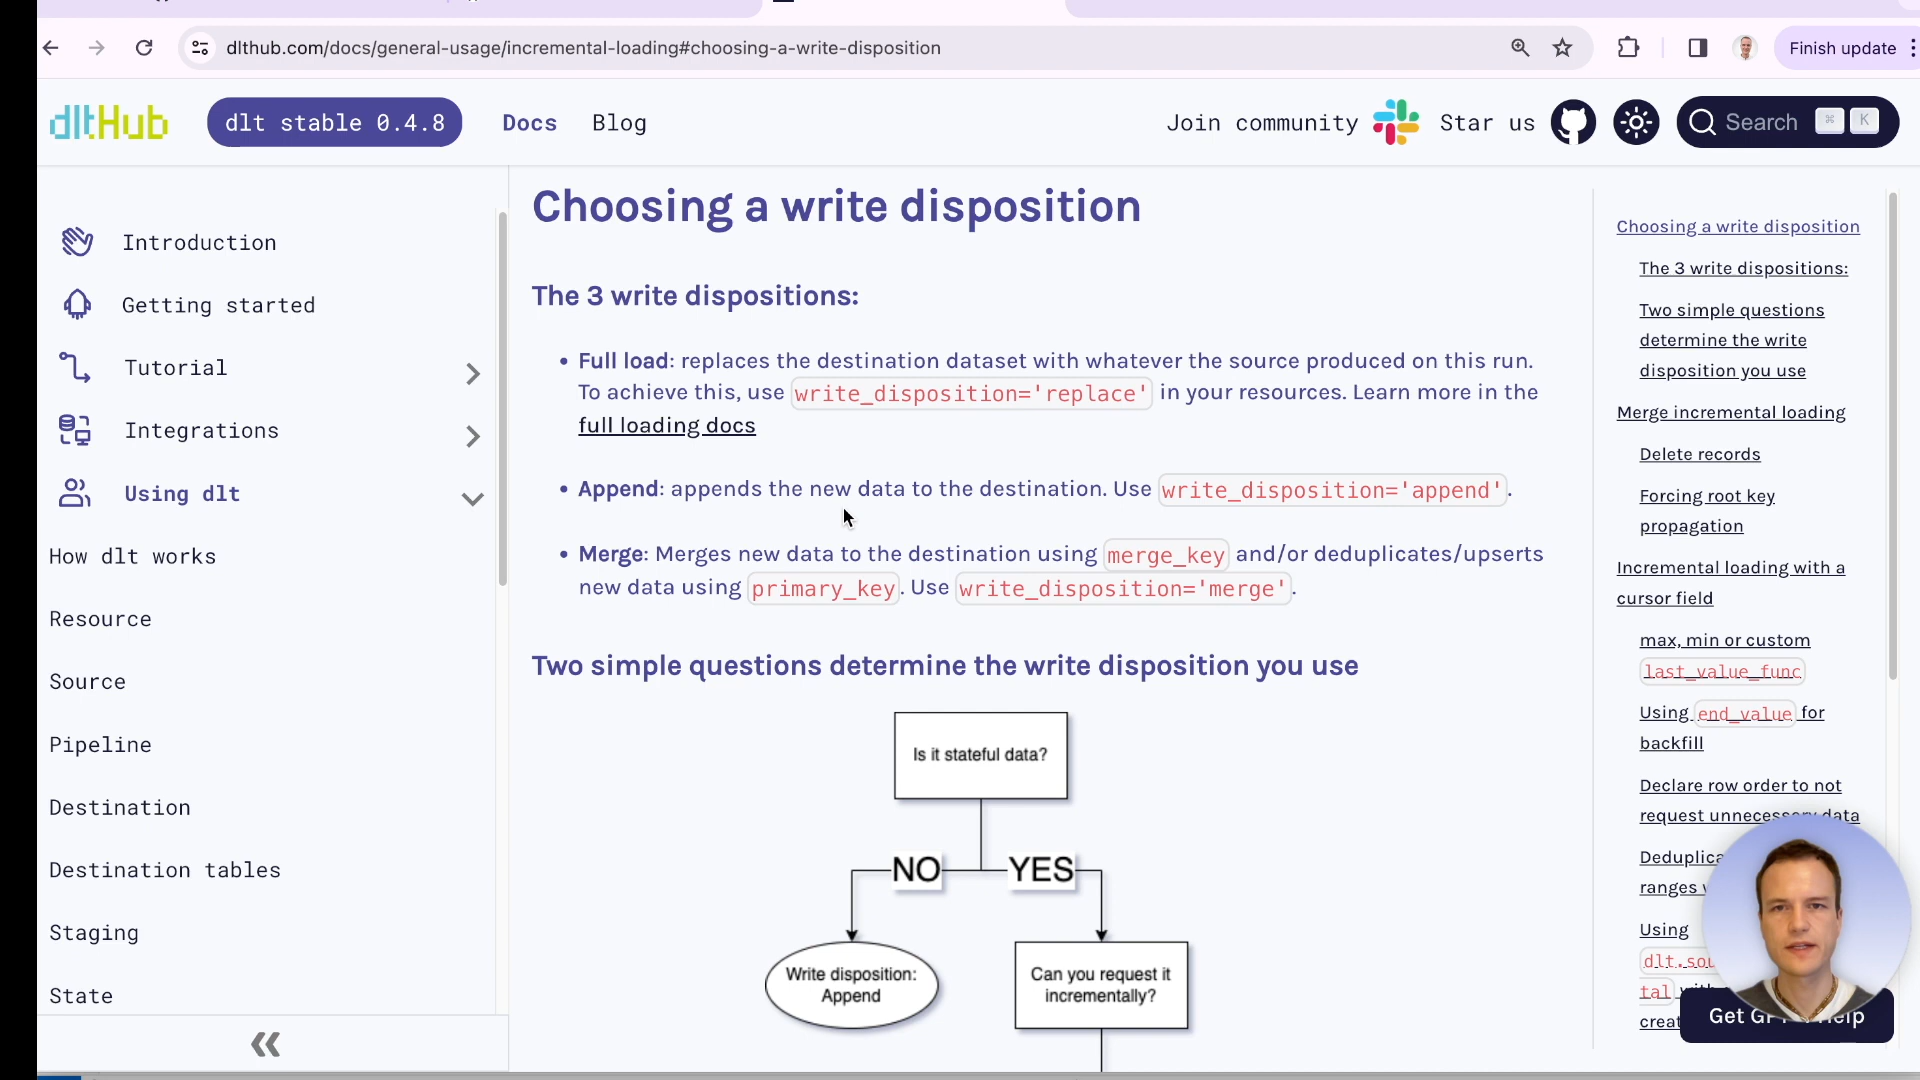 dlthub.com/docs/general-usage/incremental-loading#choosing-a-write-disposition
Finish update
dltHub
dlt stable 0.4.8
Docs
Blog
Join community
Star us
Search
⌘
K
Introduction
Getting started
Tutorial
Integrations
Using dlt
How dlt works
Resource
Source
Pipeline
Destination
Destination tables
Staging
State
Choosing a write disposition
The 3 write dispositions:
• Full load: replaces the destination dataset with whatever the source produced on this run.
To achieve this, use write_disposition='replace' in your resources. Learn more in the
full loading docs
• Append: appends the new data to the destination. Use write_disposition='append'.
• Merge: Merges new data to the destination using merge_key and/or deduplicates/upserts
new data using primary_key. Use write_disposition='merge'.
Two simple questions determine the write disposition you use
Is it stateful data?
NO
YES
Write disposition:
Append
Can you request it
incrementally?
Choosing a write disposition
The 3 write dispositions:
Two simple questions
determine the write
disposition you use
Merge incremental loading
Delete records
Forcing root key
propagation
Incremental loading with a
cursor field
max, min or custom
last_value_func
Using end_value for
backfill
Declare row order to not
request unnecessary data
ranges
Using
Get